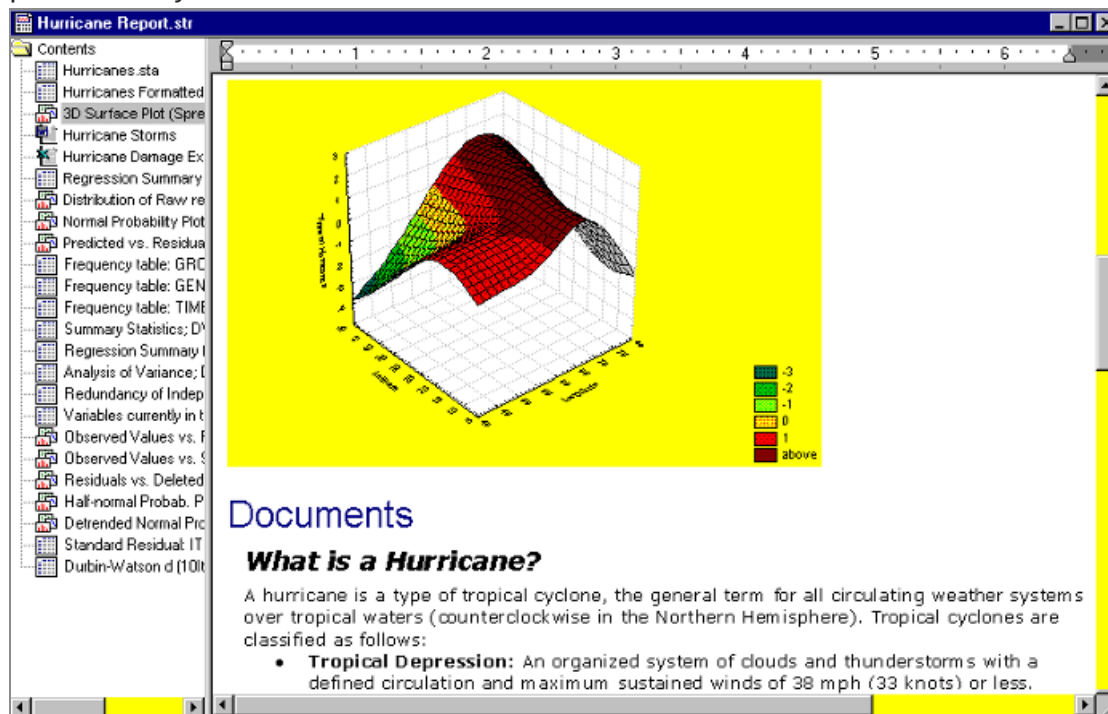 Hurricane Report.str
Contents
Hurricanes.sta
Hurricanes Formatted
3D Surface Plot (Spre
Hurricane Storms
Hurricane Damage Ex
Regression Summary
Distribution of Raw re
Normal Probability Plot
Predicted vs. Residua
Frequency table: GRO
Frequency table: GEN
Frequency table: TIME
Summary Statistics; DV
Regression Summary
Analysis of Variance; D
Redundancy of Indep
Variables currently in t
Observed Values vs. P
Observed Values vs. S
Residuals vs. Deleted
Half-normal Probab. P
Detrended Normal Pro
Standard Residual: IT
Durbin-Watson d (10It
1 2 3 4 5 6
Longitude
-3
-2
-1
0
1
above
Documents
What is a Hurricane?
A hurricane is a type of tropical cyclone, the general term for all circulating weather systems
over tropical waters (counterclockwise in the Northern Hemisphere). Tropical cyclones are
classified as follows:
• Tropical Depression: An organized system of clouds and thunderstorms with a
defined circulation and maximum sustained winds of 38 mph (33 knots) or less.